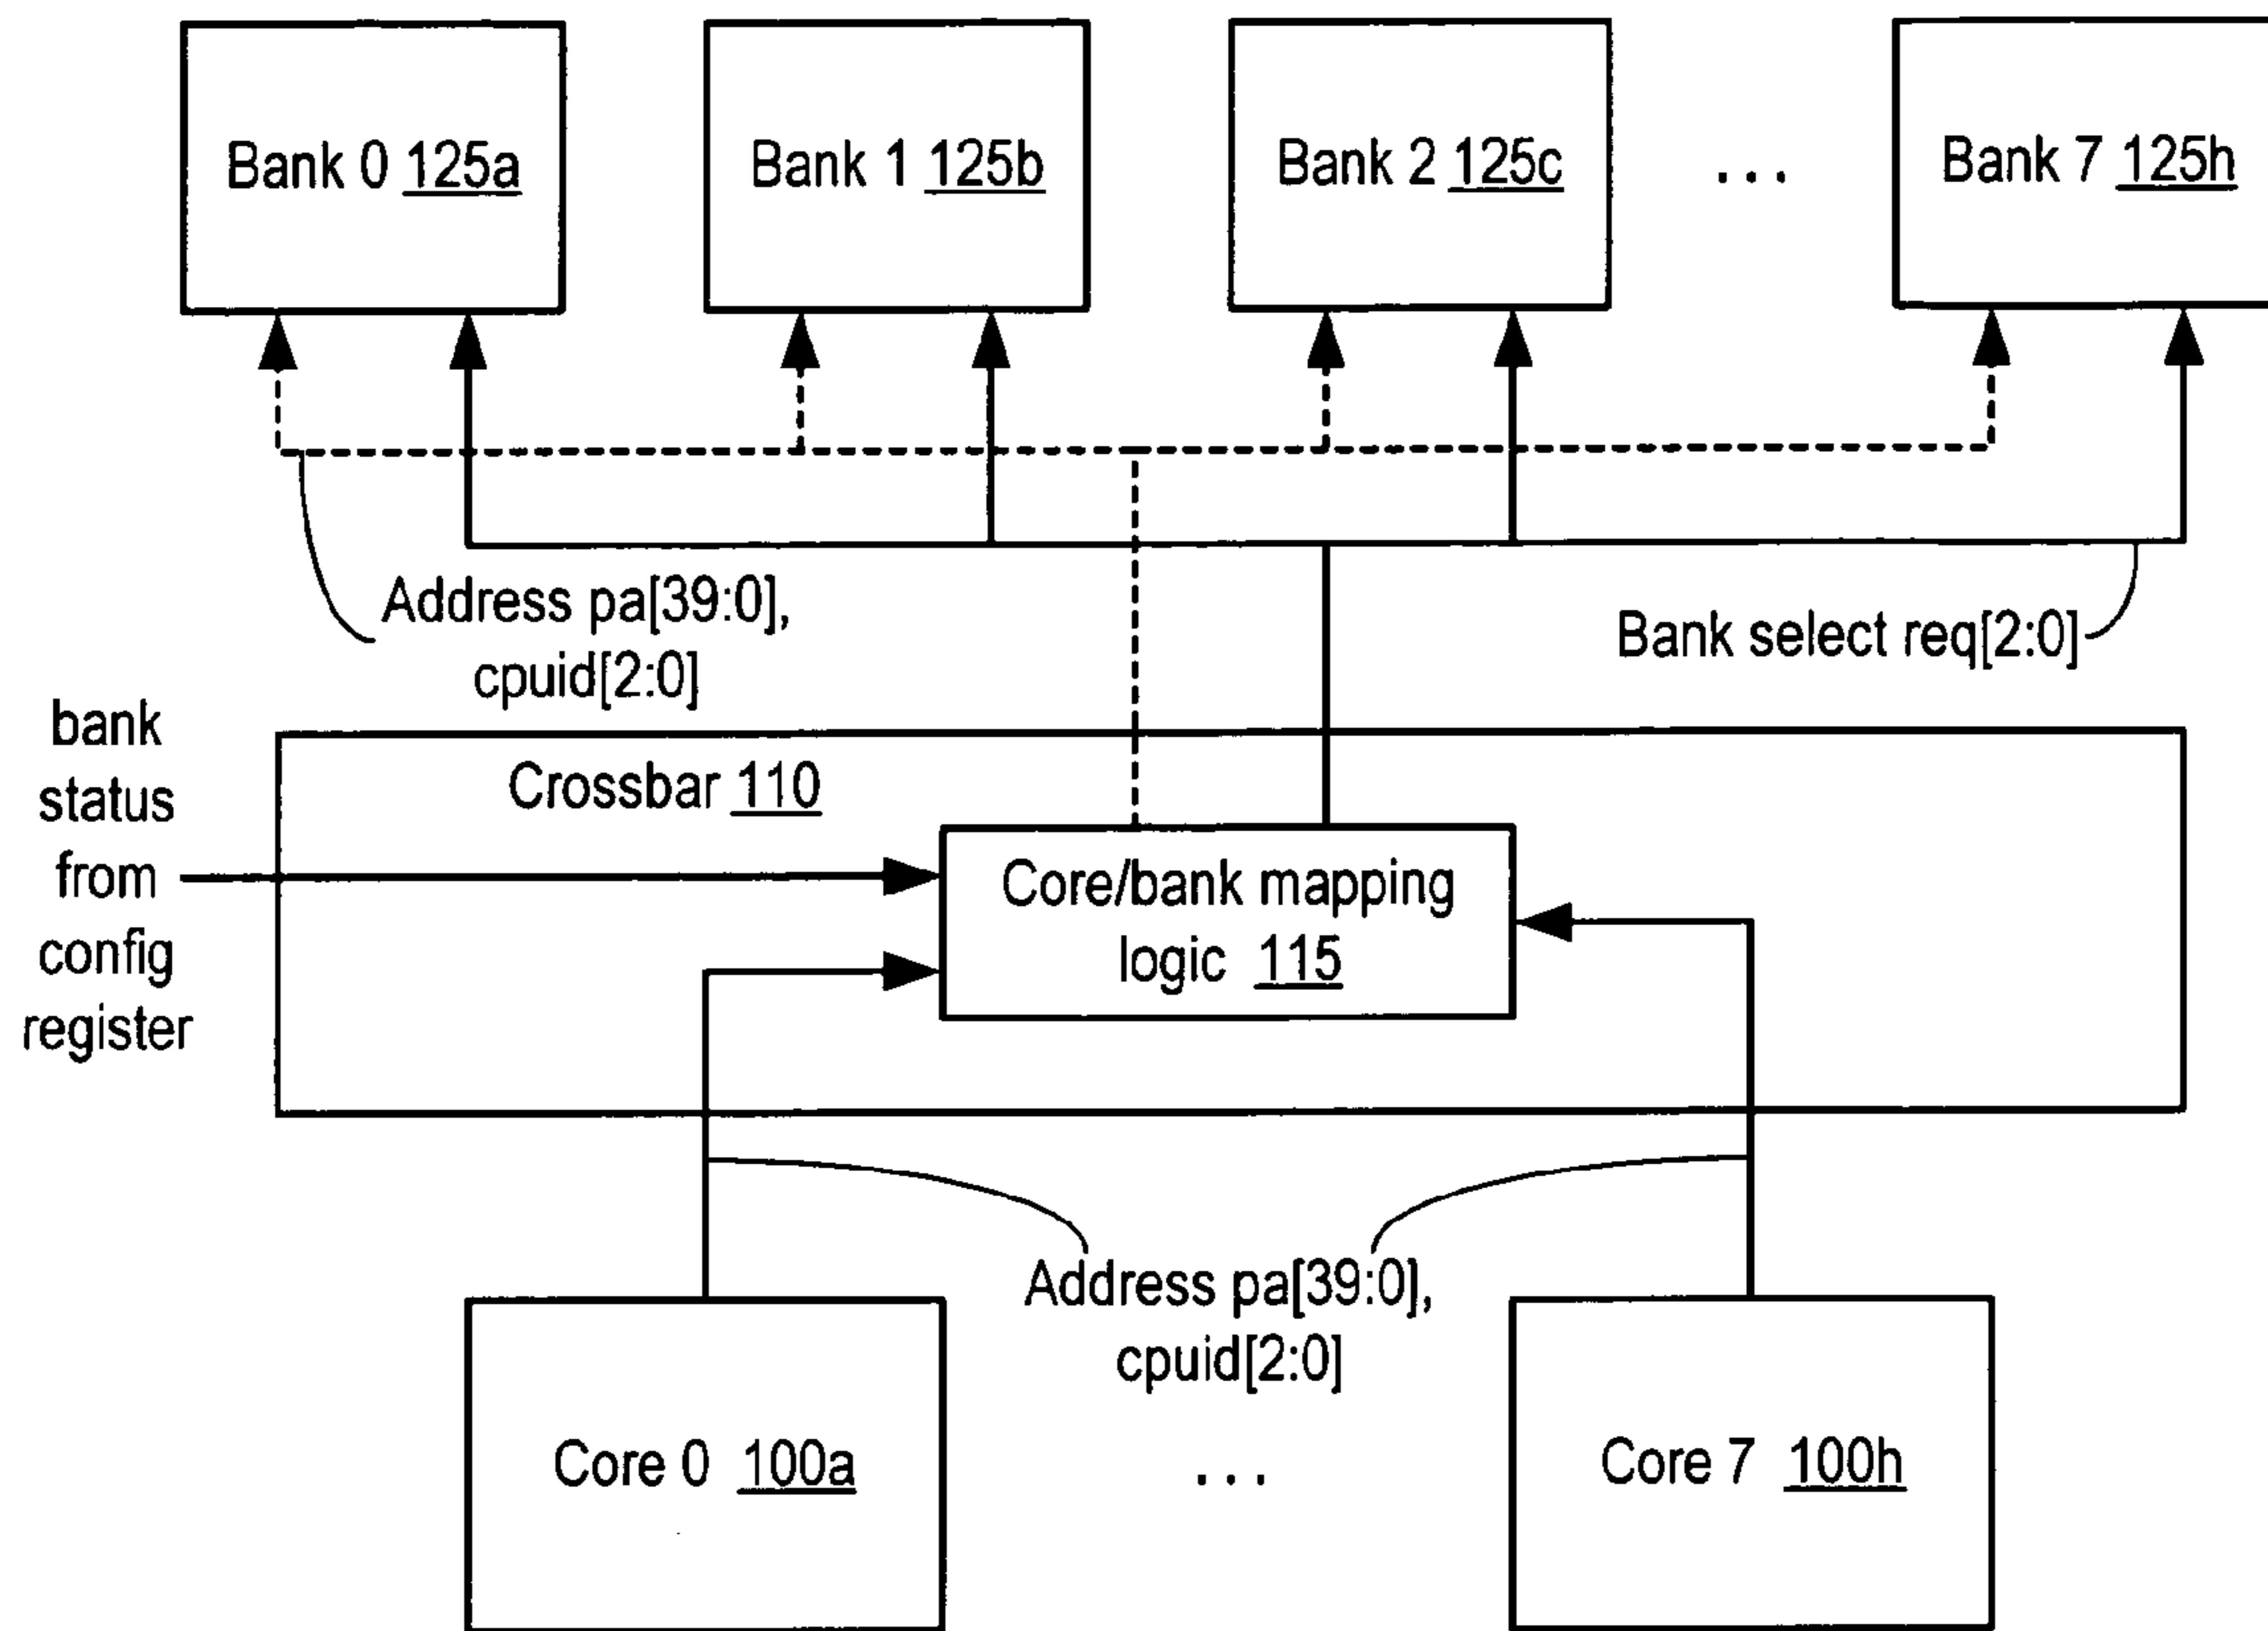 Bank 0 125a
Bank 1 125b
Bank 2 125c
...
Bank 7 125h
Address pa[39:0],
cpuid[2:0]
Bank select req[2:0]
bank
status
from
config
register
Crossbar 110
Core/bank mapping
logic 115
Address pa[39:0],
cpuid[2:0]
Core 0 100a
...
Core 7 100h